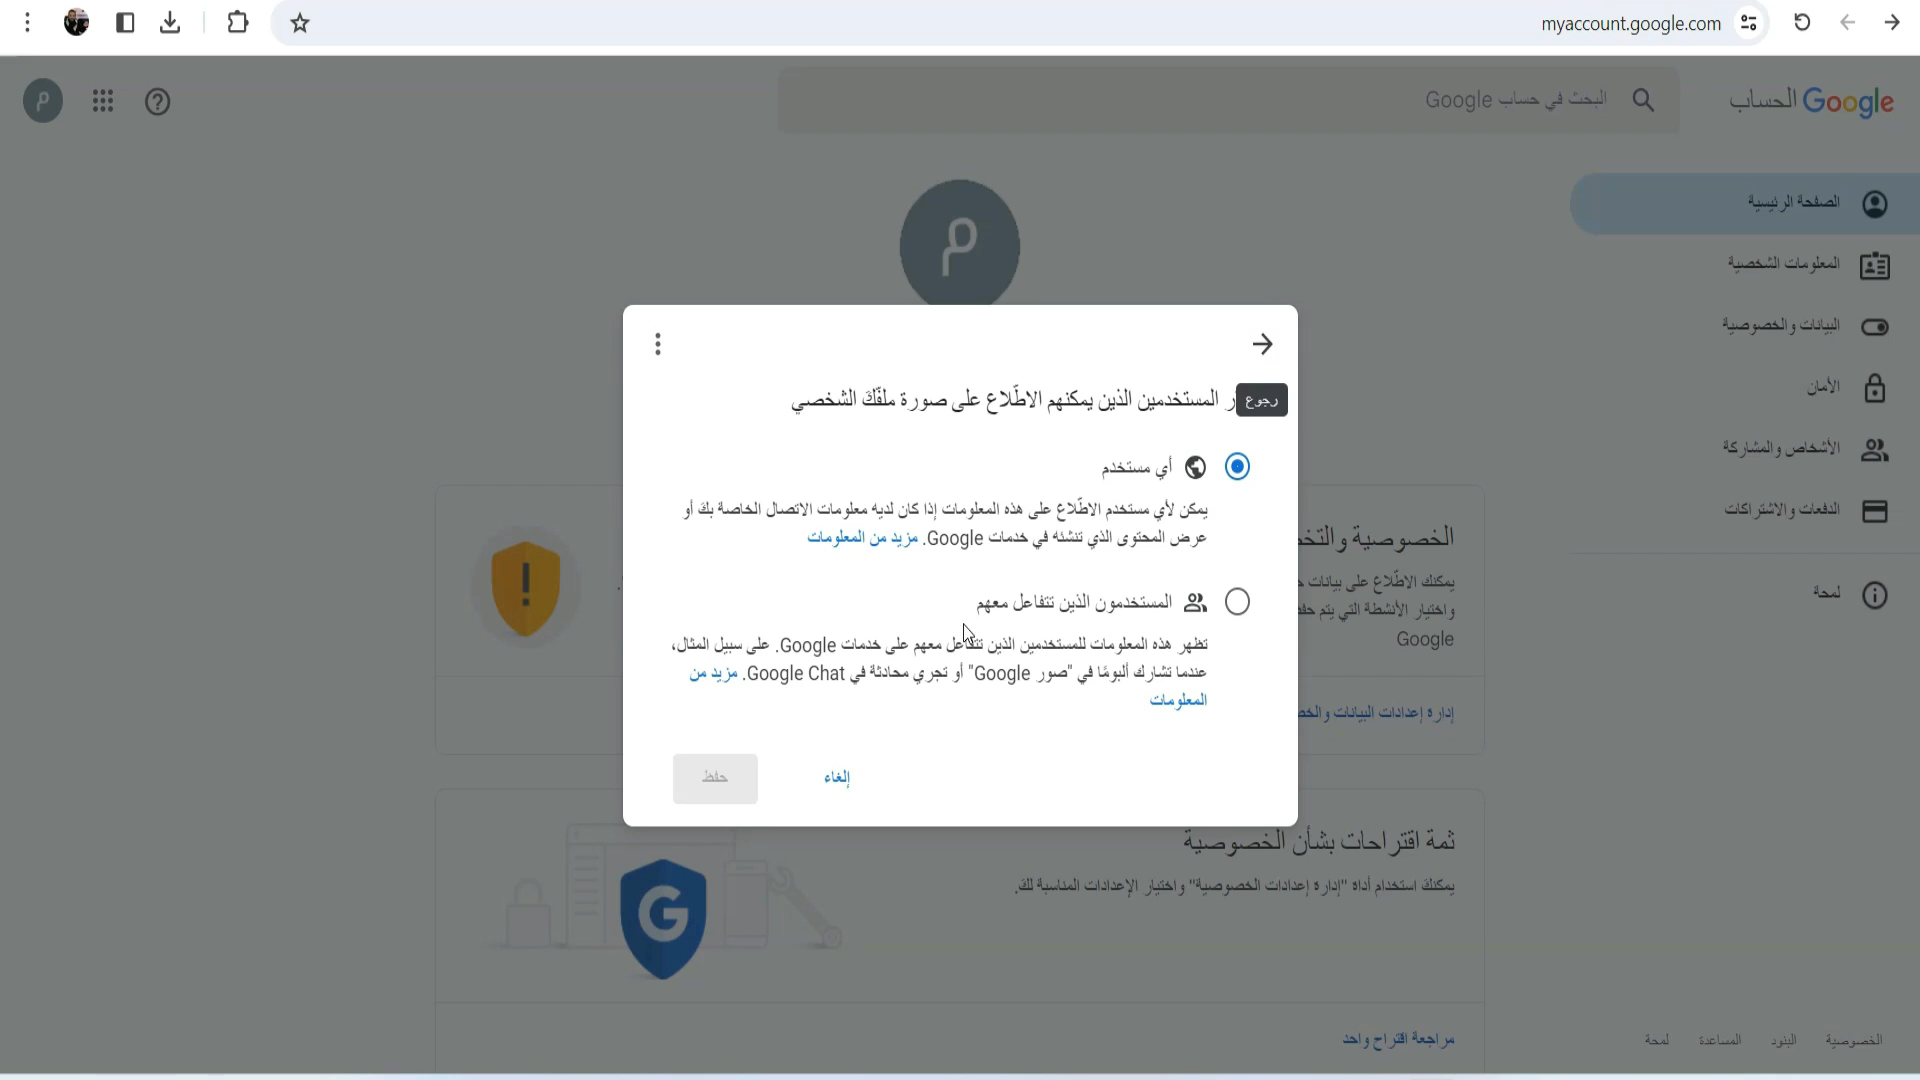 myaccount.google.com
Google الحساب
البحث في حساب Google
م
م
الصفحة الرئيسية
المعلومات الشخصية
البيانات والخصوصية
الأمان
الأشخاص والمشاركة
الدفعات والاشتراكات
لمحة
رجوع
ر المستخدمين الذين يمكنهم الاطّلاع على صورة ملفّك الشخصي
أي مستخدم
يمكن لأي مستخدم الاطّلاع على هذه المعلومات إذا كان لديه معلومات الاتصال الخاصة بك أو
عرض المحتوى الذي تنشئه في خدمات Google. مزيد من المعلومات
المستخدمون الذين تتفاعل معهم
تظهر هذه المعلومات للمستخدمين الذين تتفاعل معهم على خدمات Google. على سبيل المثال،
عندما تشارك ألبومًا في "صور Google" أو تجري محادثة في Google Chat. مزيد من
المعلومات
إلغاء
حفظ
الخصوصية والتخ
يمكنك الاطّلاع على بيانات ح
واختيار الأنشطة التي يتم حفظ
Google
إدارة إعدادات البيانات والخص
ثمة اقتراحات بشأن الخصوصية
يمكنك استخدام أداة "إدارة إعدادات الخصوصية" واختيار الإعدادات المناسبة لك.
G
مراجعة اقتراح واحد
الخصوصية البنود المساعدة لمحة